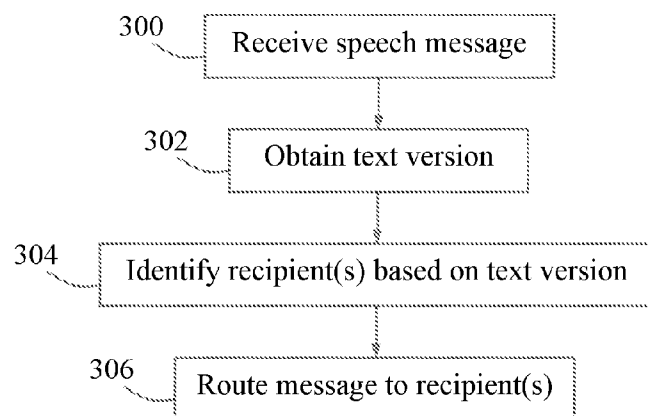 300
Receive speech message
302
Obtain text version
304
Identify recipient(s) based on text version
306
Route message to recipient(s)